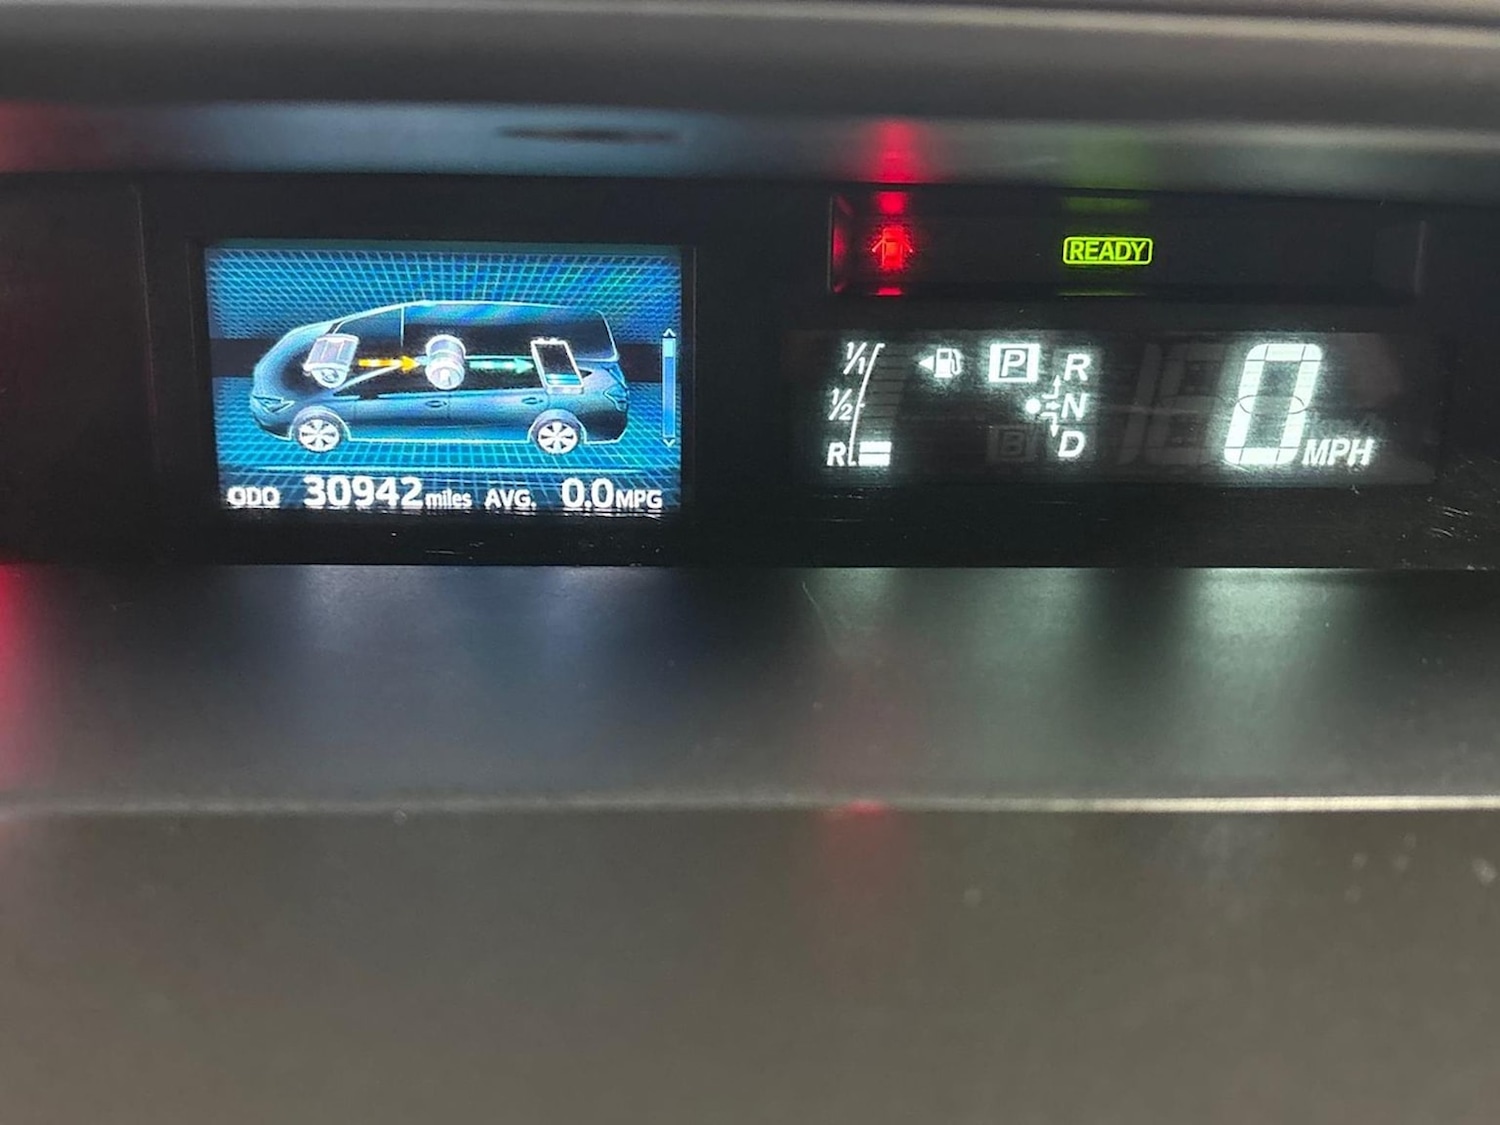 READY
1/1
P R
1/2 N
R B D
0 MPH
ODO 30942 miles AVG. 0.0 MPG